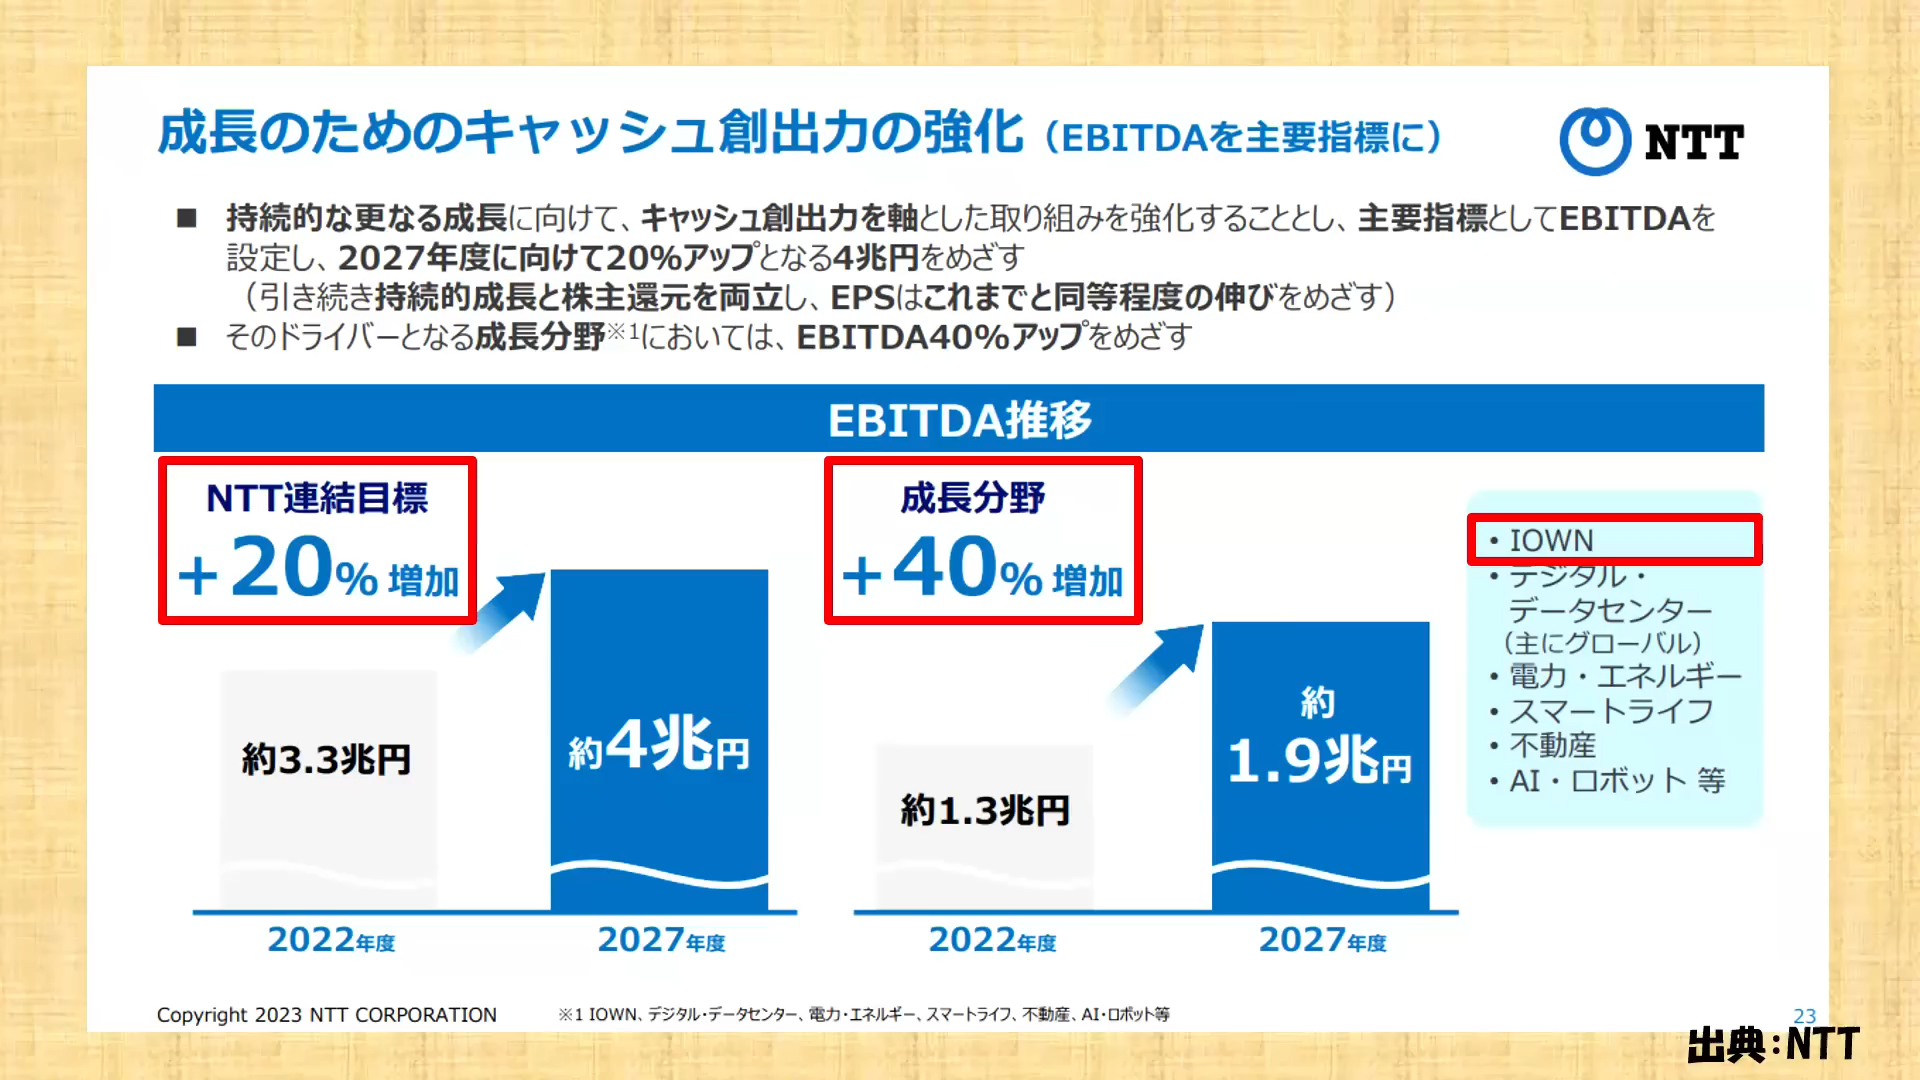 成長のためのキャッシュ創出力の強化（EBITDAを主要指標に）
NTT
■ 持続的な更なる成長に向けて、キャッシュ創出力を軸とした取り組みを強化することとし、主要指標としてEBITDAを
設定し、2027年度に向けて20%アップとなる4兆円をめざす
（引き続き持続的成長と株主還元を両立し、EPSはこれまでと同等程度の伸びをめざす）
■ そのドライバーとなる成長分野※1においては、EBITDA40%アップをめざす
EBITDA推移
NTT連結目標
+20%増加
約3.3兆円
約4兆円
2022年度
2027年度
成長分野
+40%増加
約1.3兆円
約
1.9兆円
2022年度
2027年度
・IOWN
・デジタル・
データセンター
（主にグローバル）
・電力・エネルギー
・スマートライフ
・不動産
・AI・ロボット 等
Copyright 2023 NTT CORPORATION
※1 IOWN、デジタル・データセンター、電力・エネルギー、スマートライフ、不動産、AI・ロボット等
23
出典:NTT